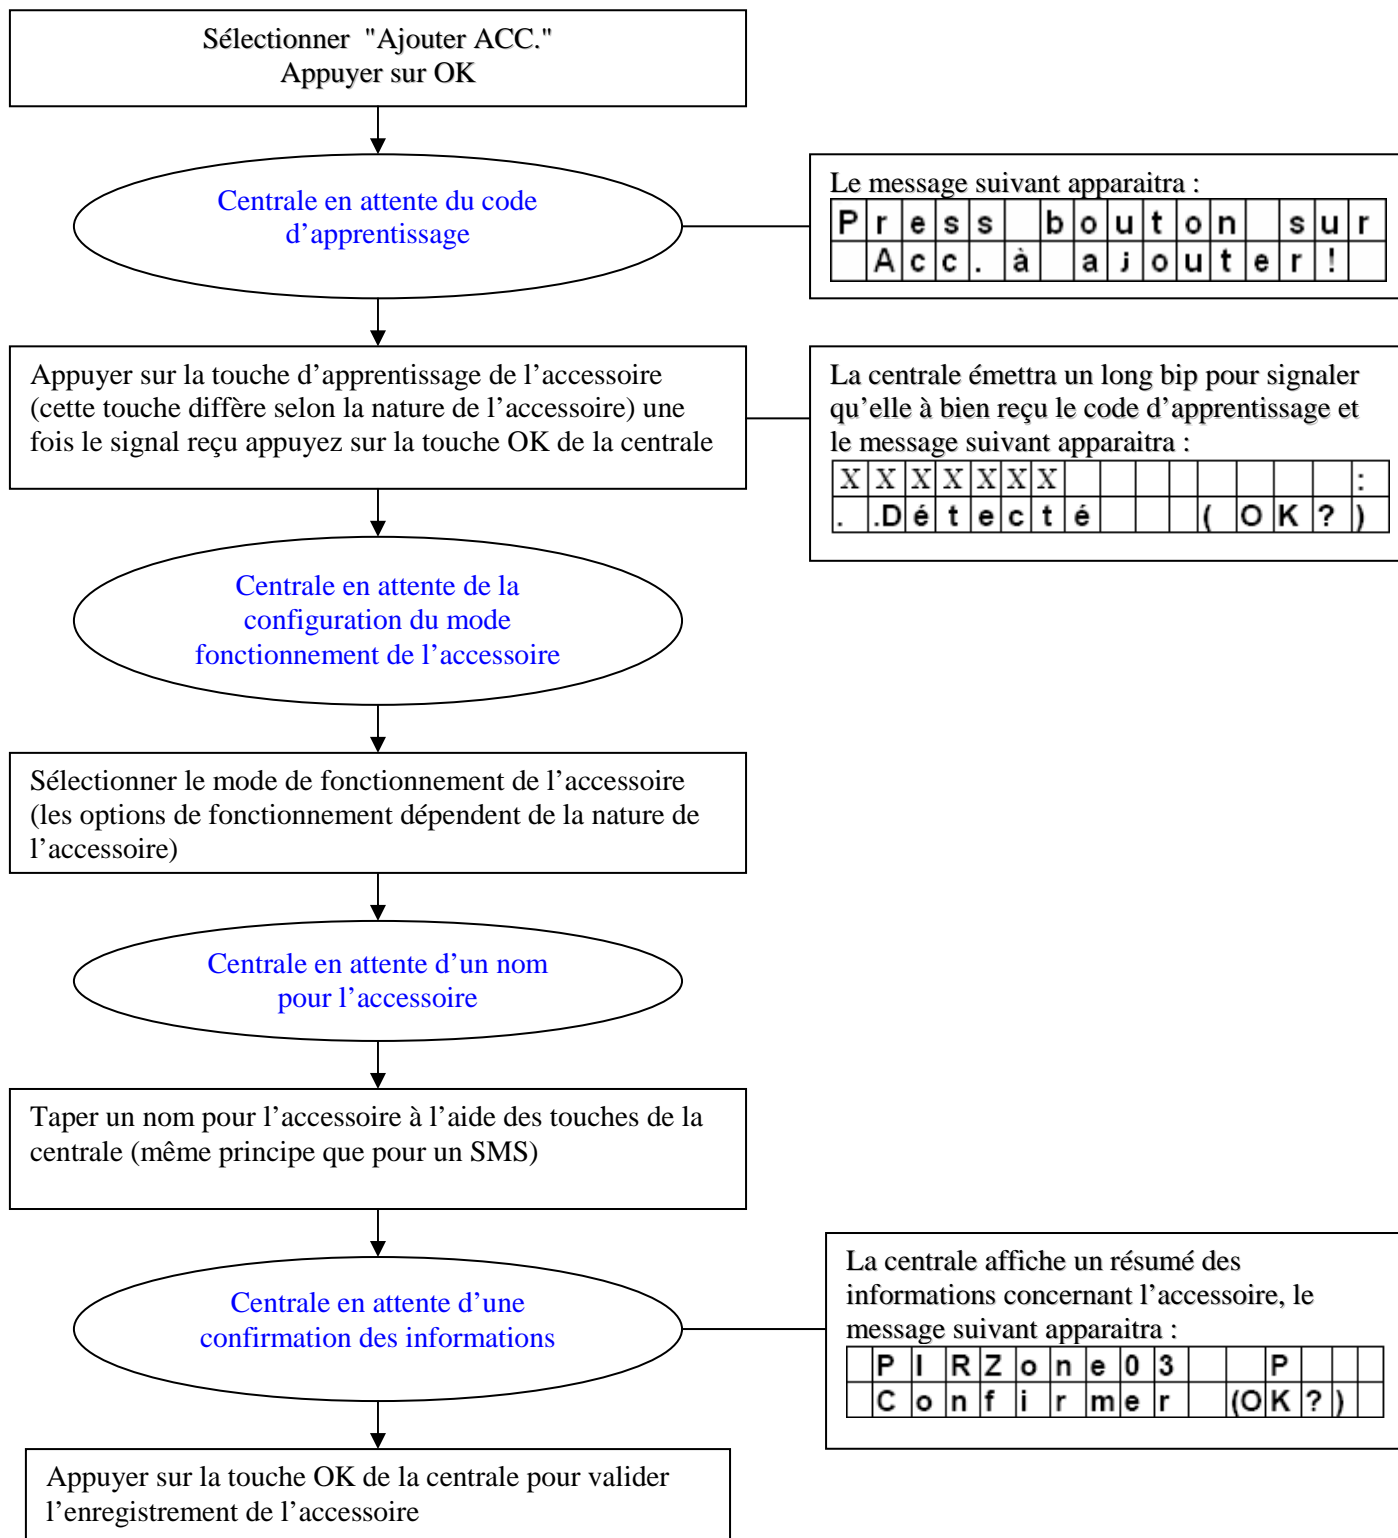 Sélectionner "Ajouter ACC."
Appuyer sur OK
Centrale en attente du code
d’apprentissage
Le message suivant apparaitra :
Press bouton sur
Acc. à ajouter!
Appuyer sur la touche d’apprentissage de l’accessoire
(cette touche diffère selon la nature de l’accessoire) une
fois le signal reçu appuyez sur la touche OK de la centrale
La centrale émettra un long bip pour signaler
qu’elle à bien reçu le code d’apprentissage et
le message suivant apparaitra :
XXXXXXX :
. .Détecté (OK?)
Centrale en attente de la
configuration du mode
fonctionnement de l’accessoire
Sélectionner le mode de fonctionnement de l’accessoire
(les options de fonctionnement dépendent de la nature de
l’accessoire)
Centrale en attente d’un nom
pour l’accessoire
Taper un nom pour l’accessoire à l’aide des touches de la
centrale (même principe que pour un SMS)
Centrale en attente d’une
confirmation des informations
La centrale affiche un résumé des
informations concernant l’accessoire, le
message suivant apparaitra :
PIRZone03 P
Confirmer (OK?)
Appuyer sur la touche OK de la centrale pour valider
l’enregistrement de l’accessoire